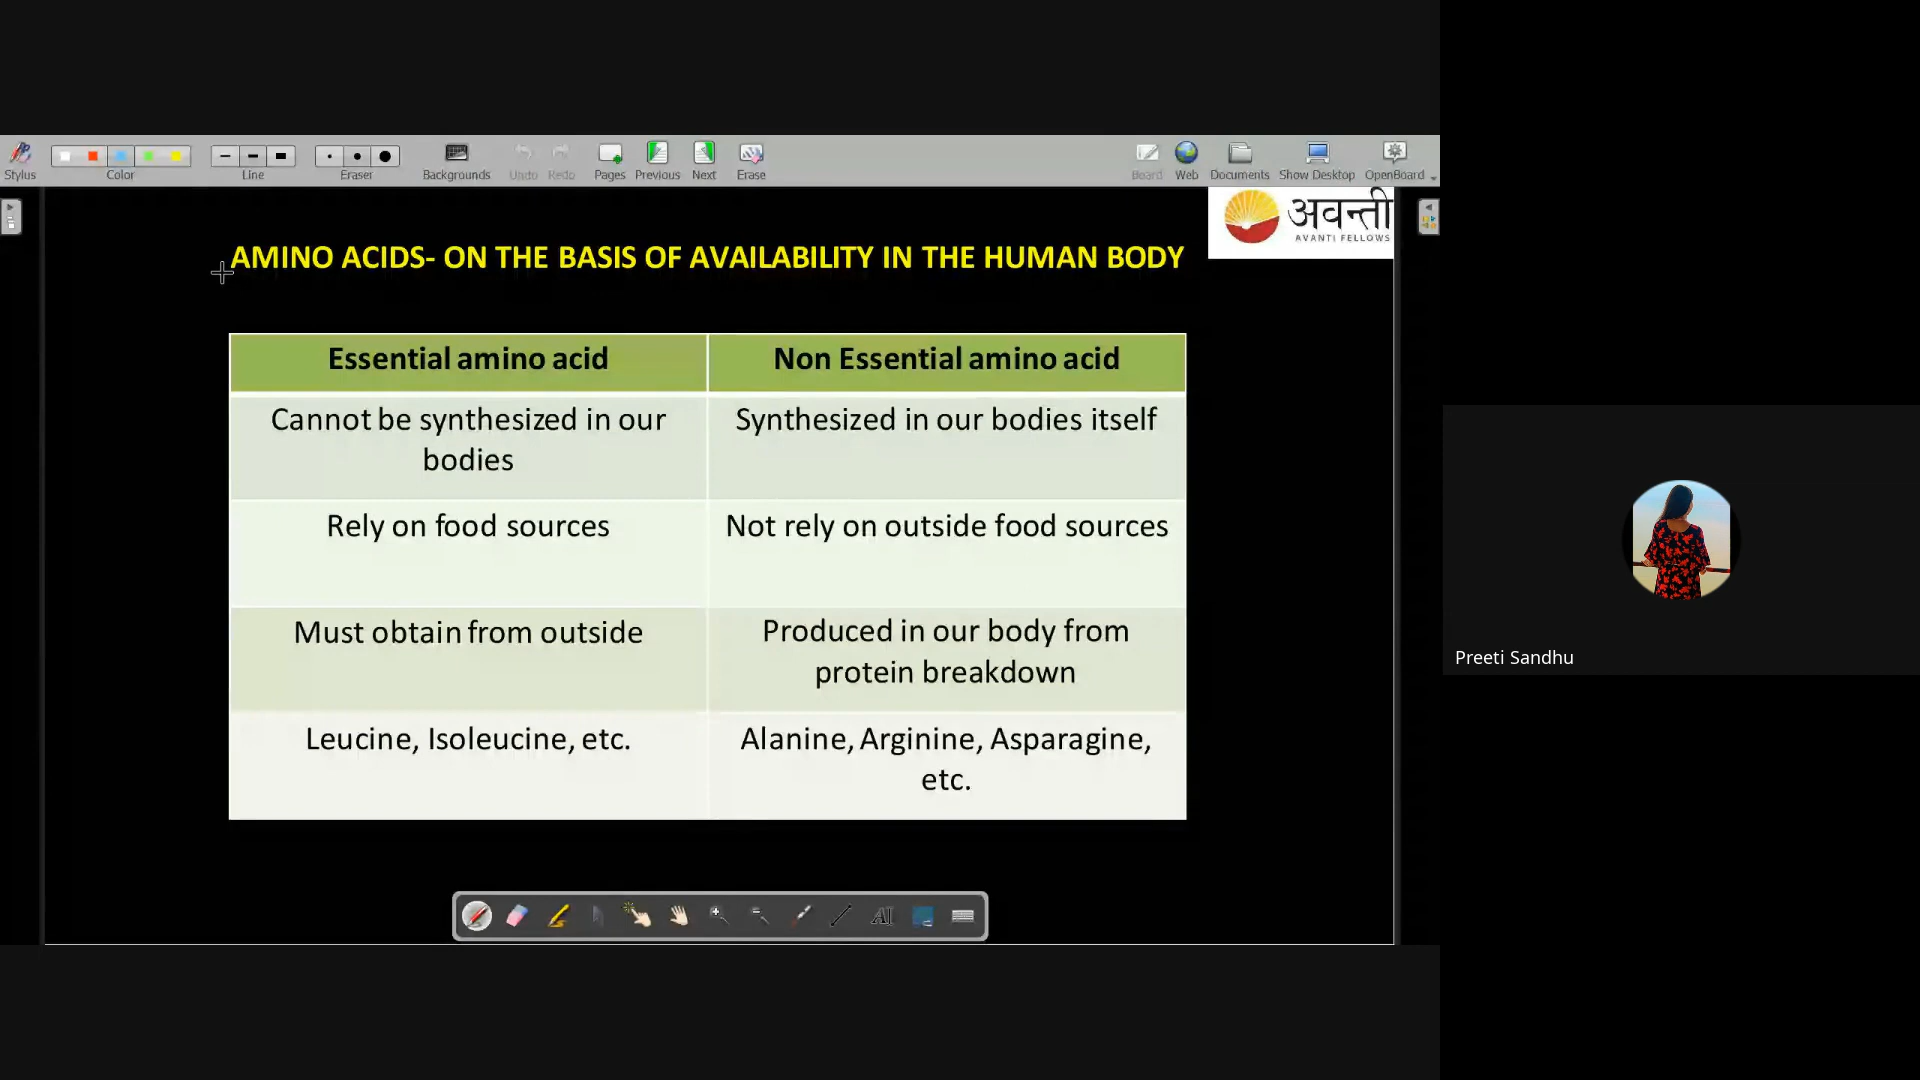 Stylus
Color
Line
Eraser
Backgrounds
Undo
Redo
Pages
Previous
Next
Erase
Board
Web
Documents
Show Desktop
OpenBoard
अवन्ती
AVANTI FELLOWS
AMINO ACIDS- ON THE BASIS OF AVAILABILITY IN THE HUMAN BODY
Essential amino acid
Non Essential amino acid
Cannot be synthesized in our
bodies
Synthesized in our bodies itself
Rely on food sources
Not rely on outside food sources
Must obtain from outside
Produced in our body from
protein breakdown
Leucine, Isoleucine, etc.
Alanine, Arginine, Asparagine,
etc.
AI
Preeti Sandhu